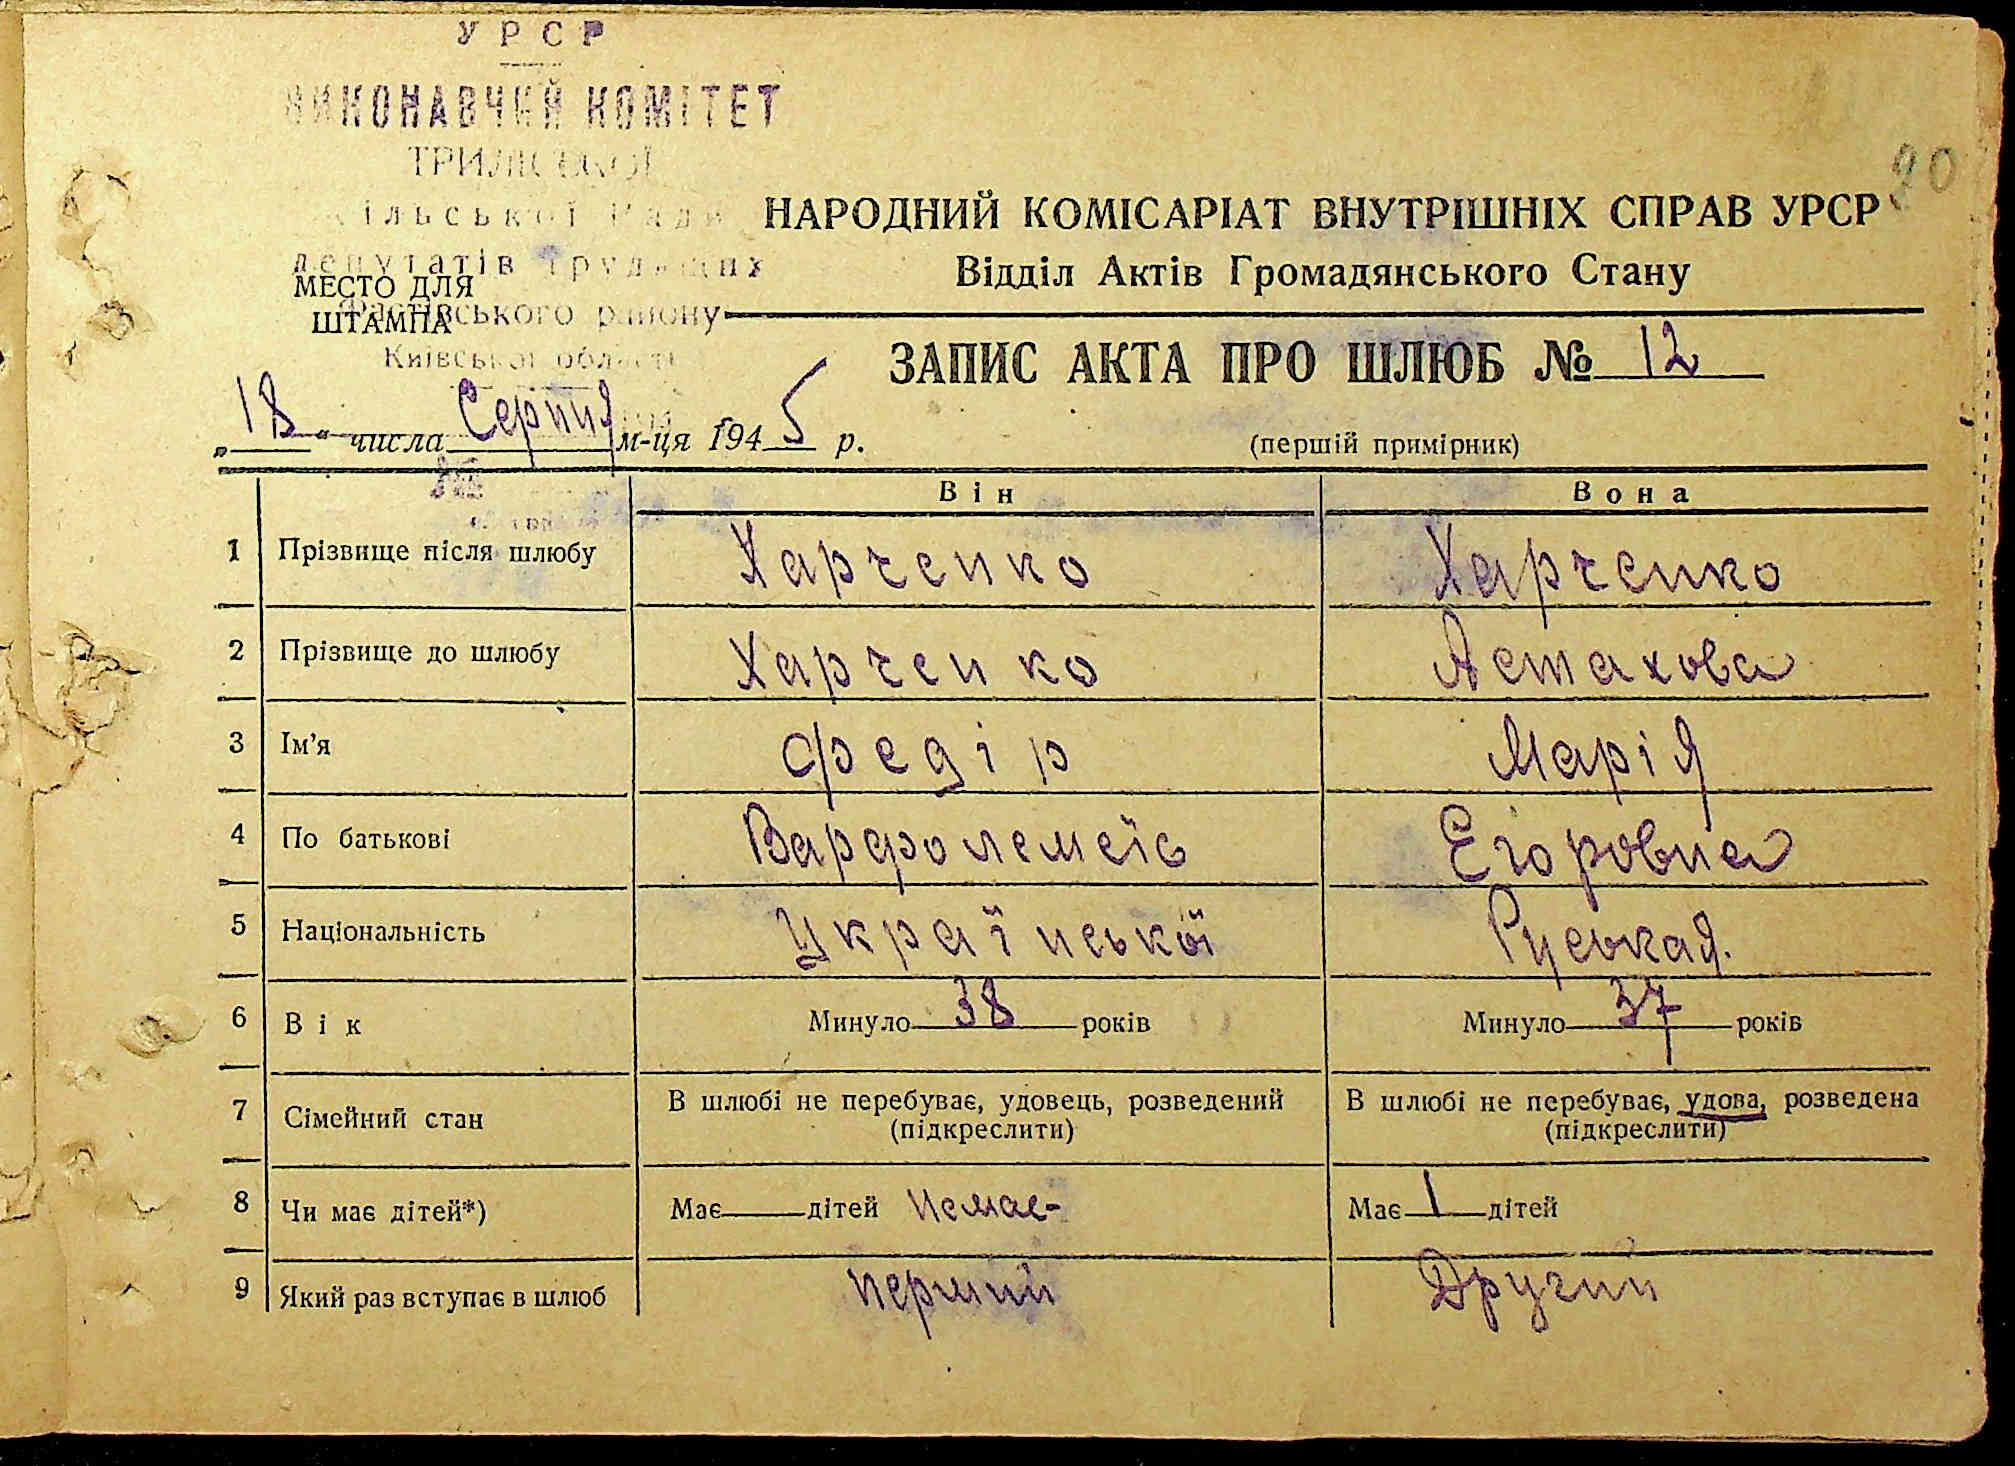 УРСР
ВИКОНАВЧИЙ КОМІТЕТ
ТРИЛІСЬКОЇ
сільської Ради
депутатів трудящих
МЕСТО ДЛЯ
ШТАМПА
Фастівського району
Київської області
90
НАРОДНИЙ КОМІСАРІАТ ВНУТРІШНІХ СПРАВ УРСР
Відділ Актів Громадянського Стану
ЗАПИС АКТА ПРО ШЛЮБ № 12
„18“ числа Серпня м-ця 1945 р.
(перший примірник)
Він Вона
1 Прізвище після шлюбу Харченко Харченко
2 Прізвище до шлюбу Харченко Астахова
3 Ім’я Федір Марія
4 По батькові Варфоломеїв Єгоровна
5 Національність Української Руськая.
6 Вік Минуло 38 років Минуло 37 років
7 Сімейний стан В шлюбі не перебуває, удовець, розведений (підкреслити) В шлюбі не перебуває, удова, розведена (підкреслити)
8 Чи має дітей*) Має дітей немає- Має 1 дітей
9 Який раз вступає в шлюб перший Другий